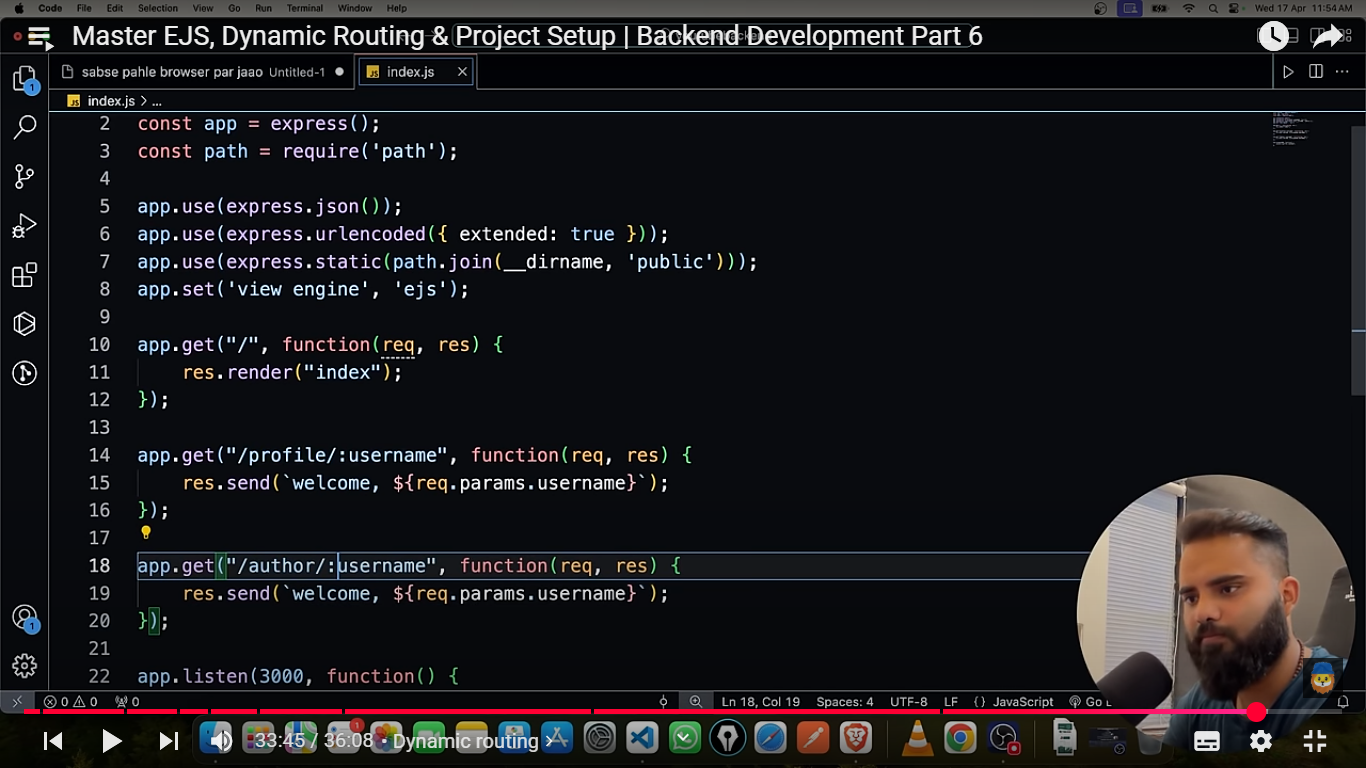 Code File Edit Selection View Go Run Terminal Window Help Wed 17 Apr 11:54 AM
Master EJS, Dynamic Routing & Project Setup | Backend Development Part 6
sabse pahle browser par jaao Untitled-1 JS index.js
JS index.js > ...
2 const app = express();
3 const path = require('path');
4
5 app.use(express.json());
6 app.use(express.urlencoded({ extended: true }));
7 app.use(express.static(path.join(__dirname, 'public')));
8 app.set('view engine', 'ejs');
9
10 app.get("/", function(req, res) {
11 res.render("index");
12 });
13
14 app.get("/profile/:username", function(req, res) {
15 res.send(`welcome, ${req.params.username}`);
16 });
17
18 app.get("/author/:username", function(req, res) {
19 res.send(`welcome, ${req.params.username}`);
20 });
21
22 app.listen(3000, function() {
0 0 0 Ln 18, Col 19 Spaces: 4 UTF-8 LF {} JavaScript
33:45 / 36:08 • Dynamic routing >